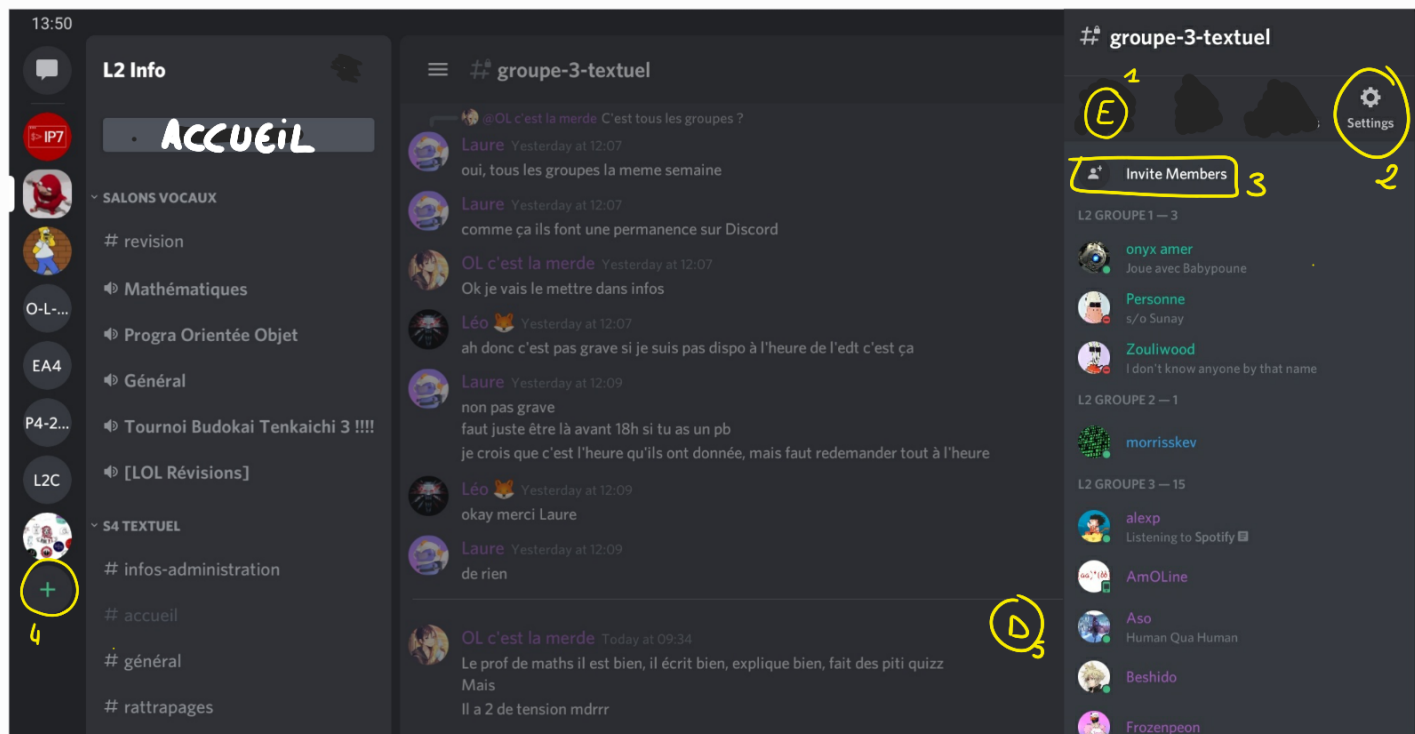 13:50
L2 Info
ACCUEIL
SALONS VOCAUX
# revision
Mathématiques
Progra Orientée Objet
Général
Tournoi Budokai Tenkaichi 3 !!!!
[LOL Révisions]
S4 TEXTUEL
# infos-administration
# accueil
# général
# rattrapages
IP7
O-L-...
EA4
P4-2...
L2C
+
4
# groupe-3-textuel
@OL c'est la merde C'est tous les groupes ?
Laure Yesterday at 12:07
oui, tous les groupes la meme semaine
Laure Yesterday at 12:07
comme ça ils font une permanence sur Discord
OL c'est la merde Yesterday at 12:07
Ok je vais le mettre dans infos
Léo 🦊 Yesterday at 12:07
ah donc c'est pas grave si je suis pas dispo à l'heure de l'edt c'est ça
Laure Yesterday at 12:09
non pas grave
faut juste être là avant 18h si tu as un pb
je crois que c'est l'heure qu'ils ont donnée, mais faut redemander tout à l'heure
Léo 🦊 Yesterday at 12:09
okay merci Laure
Laure Yesterday at 12:09
de rien
OL c'est la merde Today at 09:34
Le prof de maths il est bien, il écrit bien, explique bien, fait des piti quizz
Mais
Il a 2 de tension mdrrr
D
5
# groupe-3-textuel
E
1
Settings
2
Invite Members
3
L2 GROUPE 1 — 3
onyx amer
Joue avec Babypoune
Personne
s/o Sunay
Zouliwood
I don't know anyone by that name
L2 GROUPE 2 — 1
morrisskev
L2 GROUPE 3 — 15
alexp
Listening to Spotify
AmOLine
Aso
Human Qua Human
Beshido
Frozenpeon